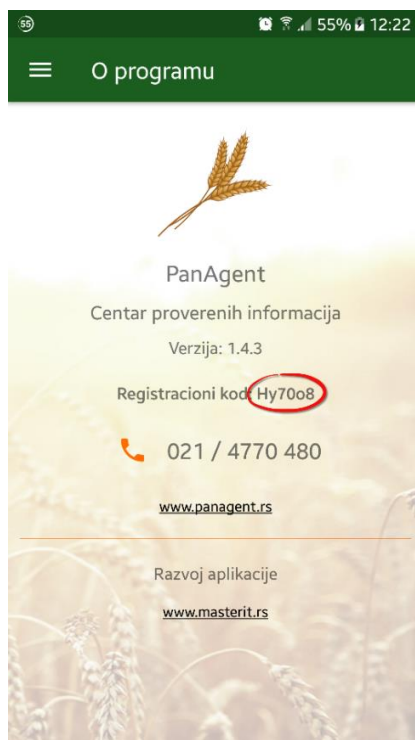 55
55% 12:22
O programu
PanAgent
Centar proverenih informacija
Verzija: 1.4.3
Registracioni kod: Hy70o8
021 / 4770 480
www.panagent.rs
Razvoj aplikacije
www.masterit.rs